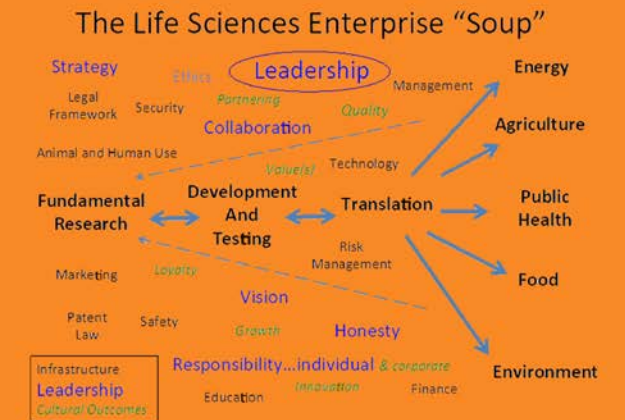 The Life Sciences Enterprise “Soup”
Strategy
Ethics
Leadership
Energy
Management
Legal
Framework
Security
Partnering
Quality
Collaboration
Agriculture
Animal and Human Use
Value(s)
Technology
Fundamental
Research
Development
And
Testing
Translation
Public
Health
Risk
Management
Marketing
Loyalty
Food
Vision
Patent
Law
Safety
Growth
Honesty
Responsibility...individual & corporate
Environment
Education
Innovation
Finance
Infrastructure
Leadership
Cultural Outcomes